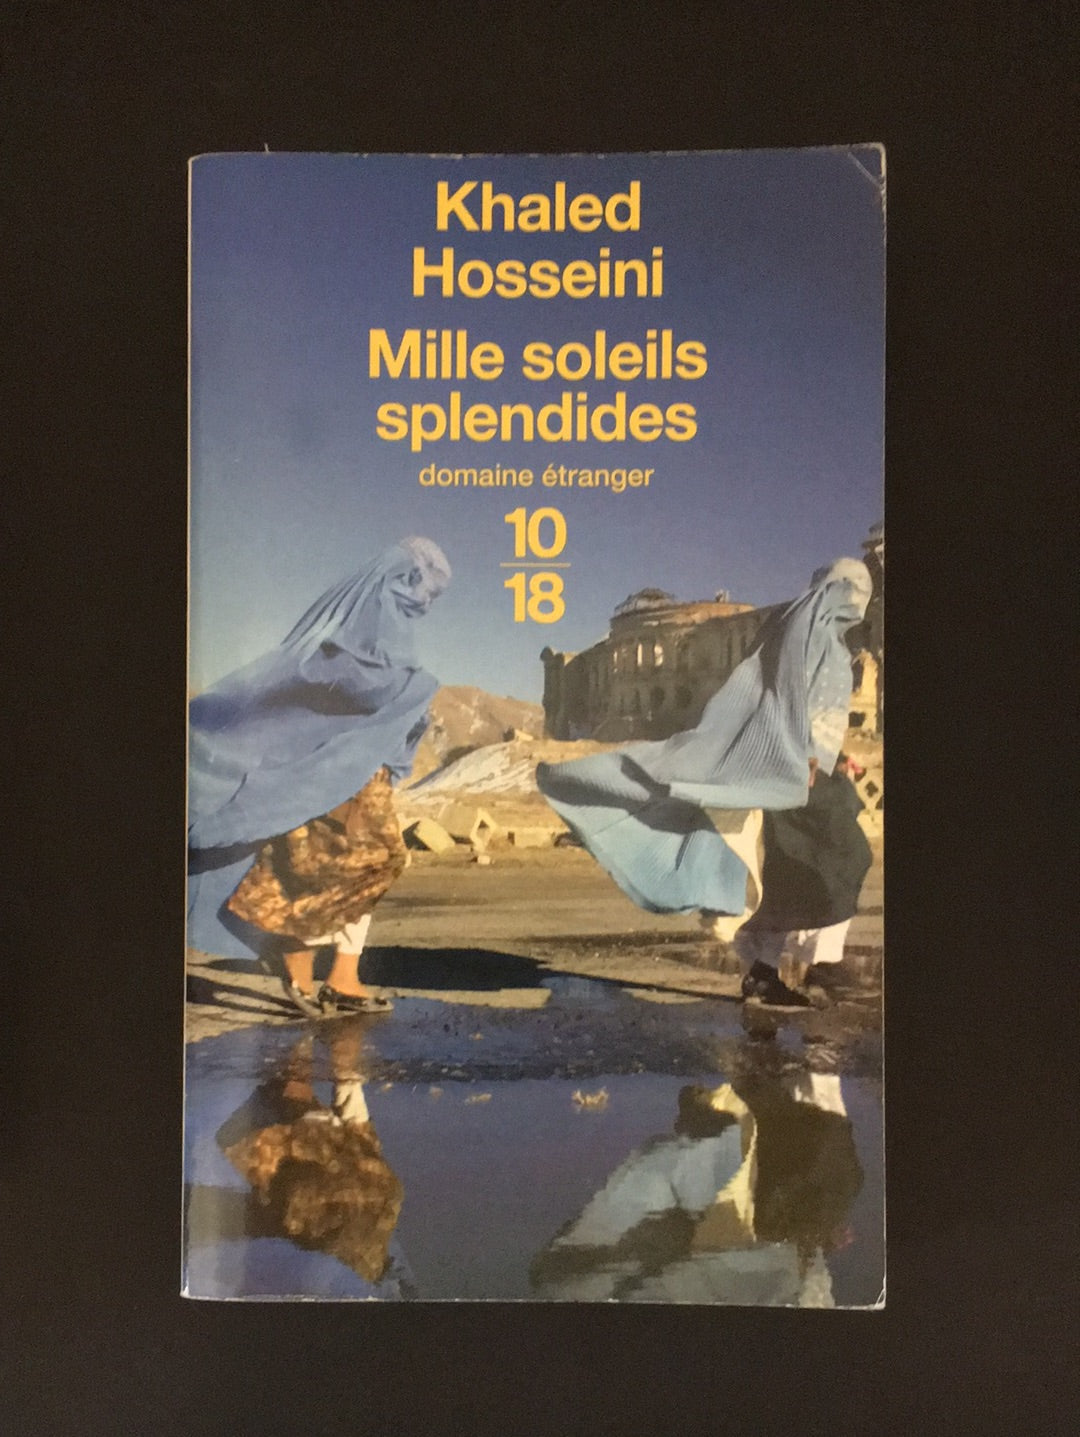 Khaled
Hosseini
Mille soleils
splendides
domaine étranger
10
18